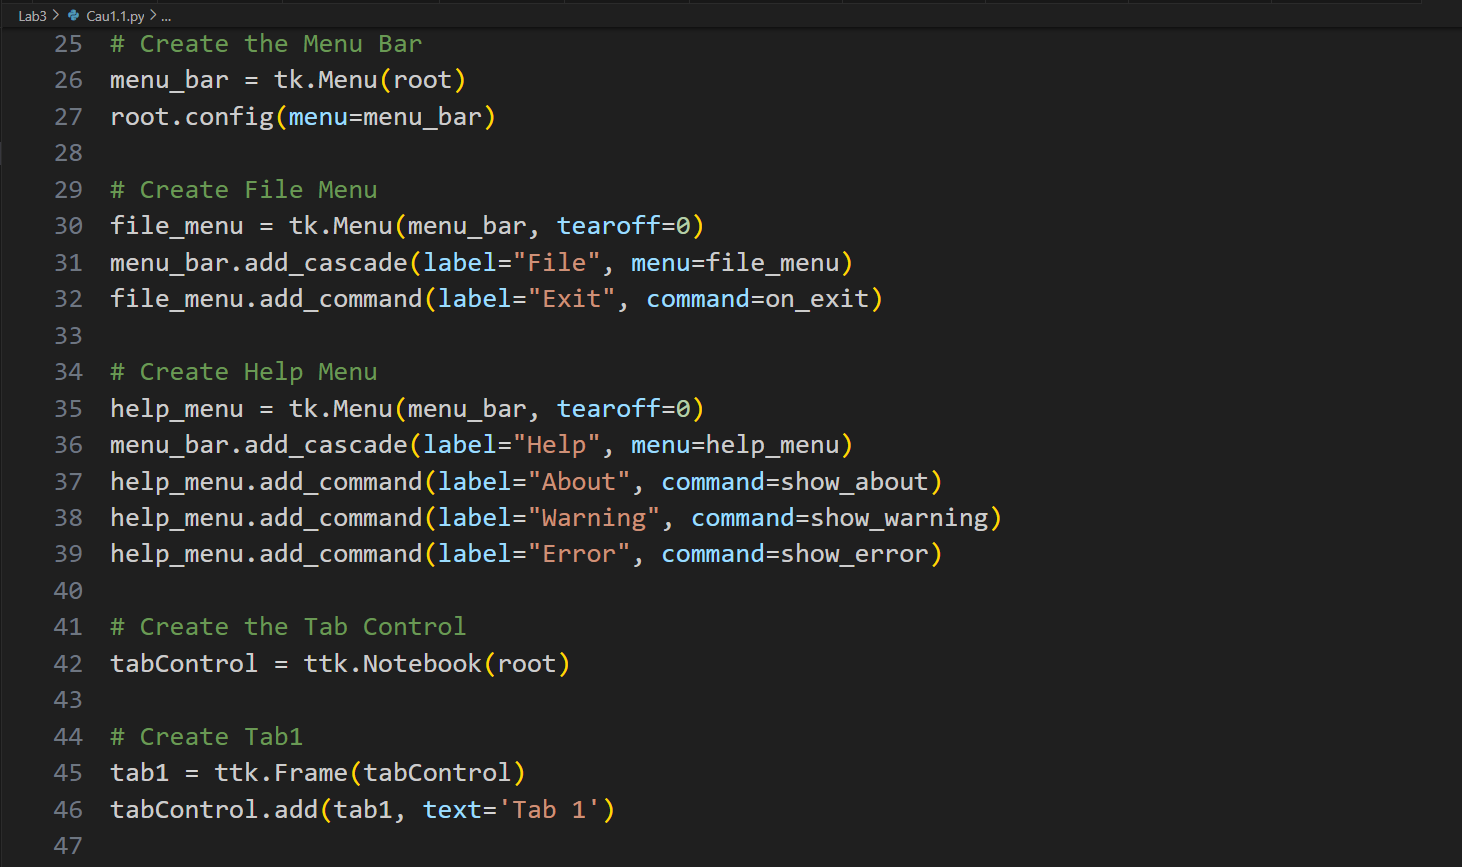 Lab3 > Cau1.1.py > ...
25 # Create the Menu Bar
26 menu_bar = tk.Menu(root)
27 root.config(menu=menu_bar)
28
29 # Create File Menu
30 file_menu = tk.Menu(menu_bar, tearoff=0)
31 menu_bar.add_cascade(label="File", menu=file_menu)
32 file_menu.add_command(label="Exit", command=on_exit)
33
34 # Create Help Menu
35 help_menu = tk.Menu(menu_bar, tearoff=0)
36 menu_bar.add_cascade(label="Help", menu=help_menu)
37 help_menu.add_command(label="About", command=show_about)
38 help_menu.add_command(label="Warning", command=show_warning)
39 help_menu.add_command(label="Error", command=show_error)
40
41 # Create the Tab Control
42 tabControl = ttk.Notebook(root)
43
44 # Create Tab1
45 tab1 = ttk.Frame(tabControl)
46 tabControl.add(tab1, text='Tab 1')
47